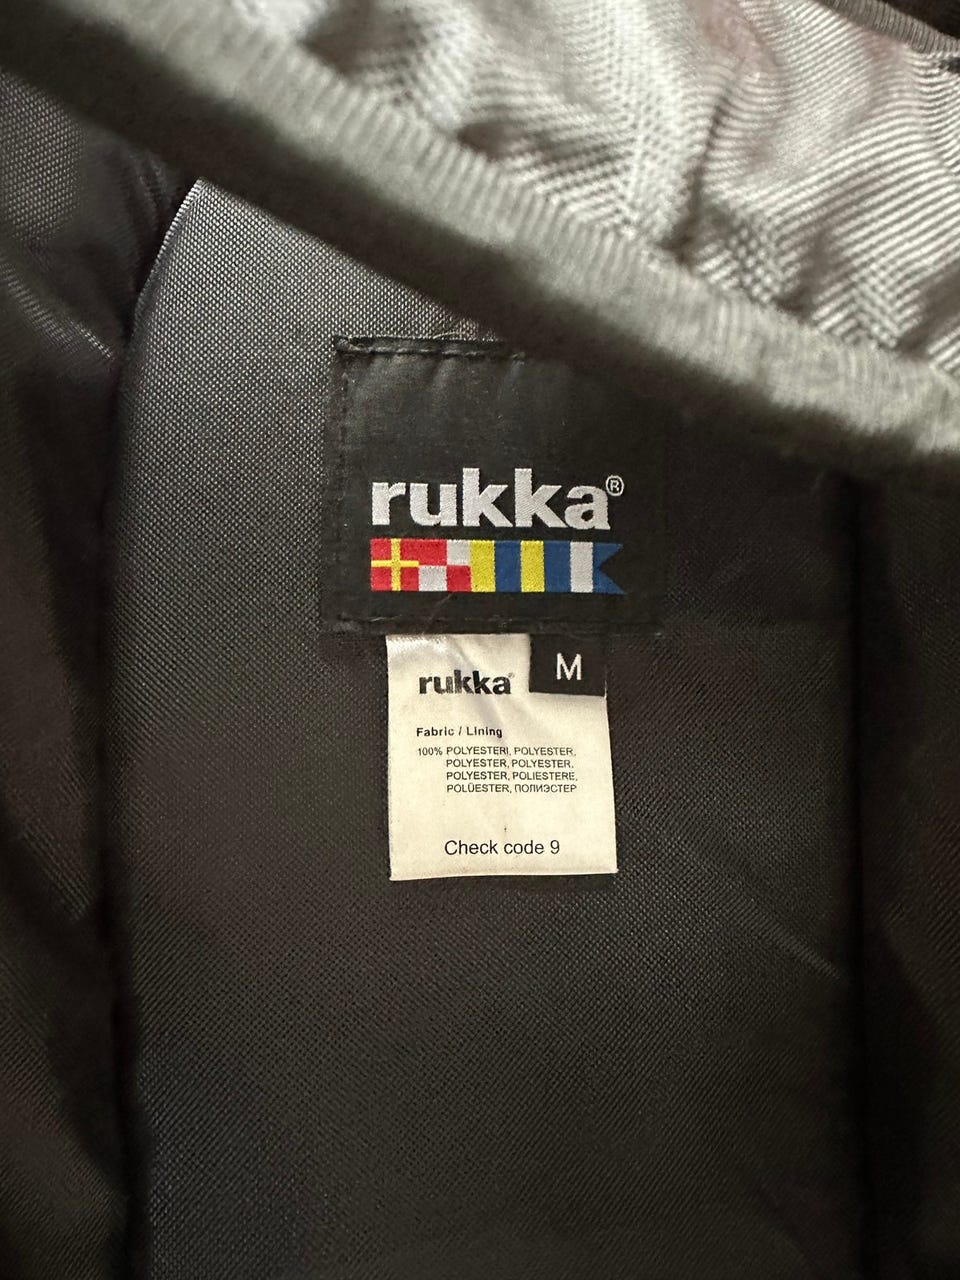 rukka®
rukka®
M
Fabric / Lining
100% POLYESTERI, POLYESTER,
POLYESTER, POLYESTER,
POLYESTER, POLIESTERE,
POLÜESTER, ПОЛИЭСТЕР
Check code 9